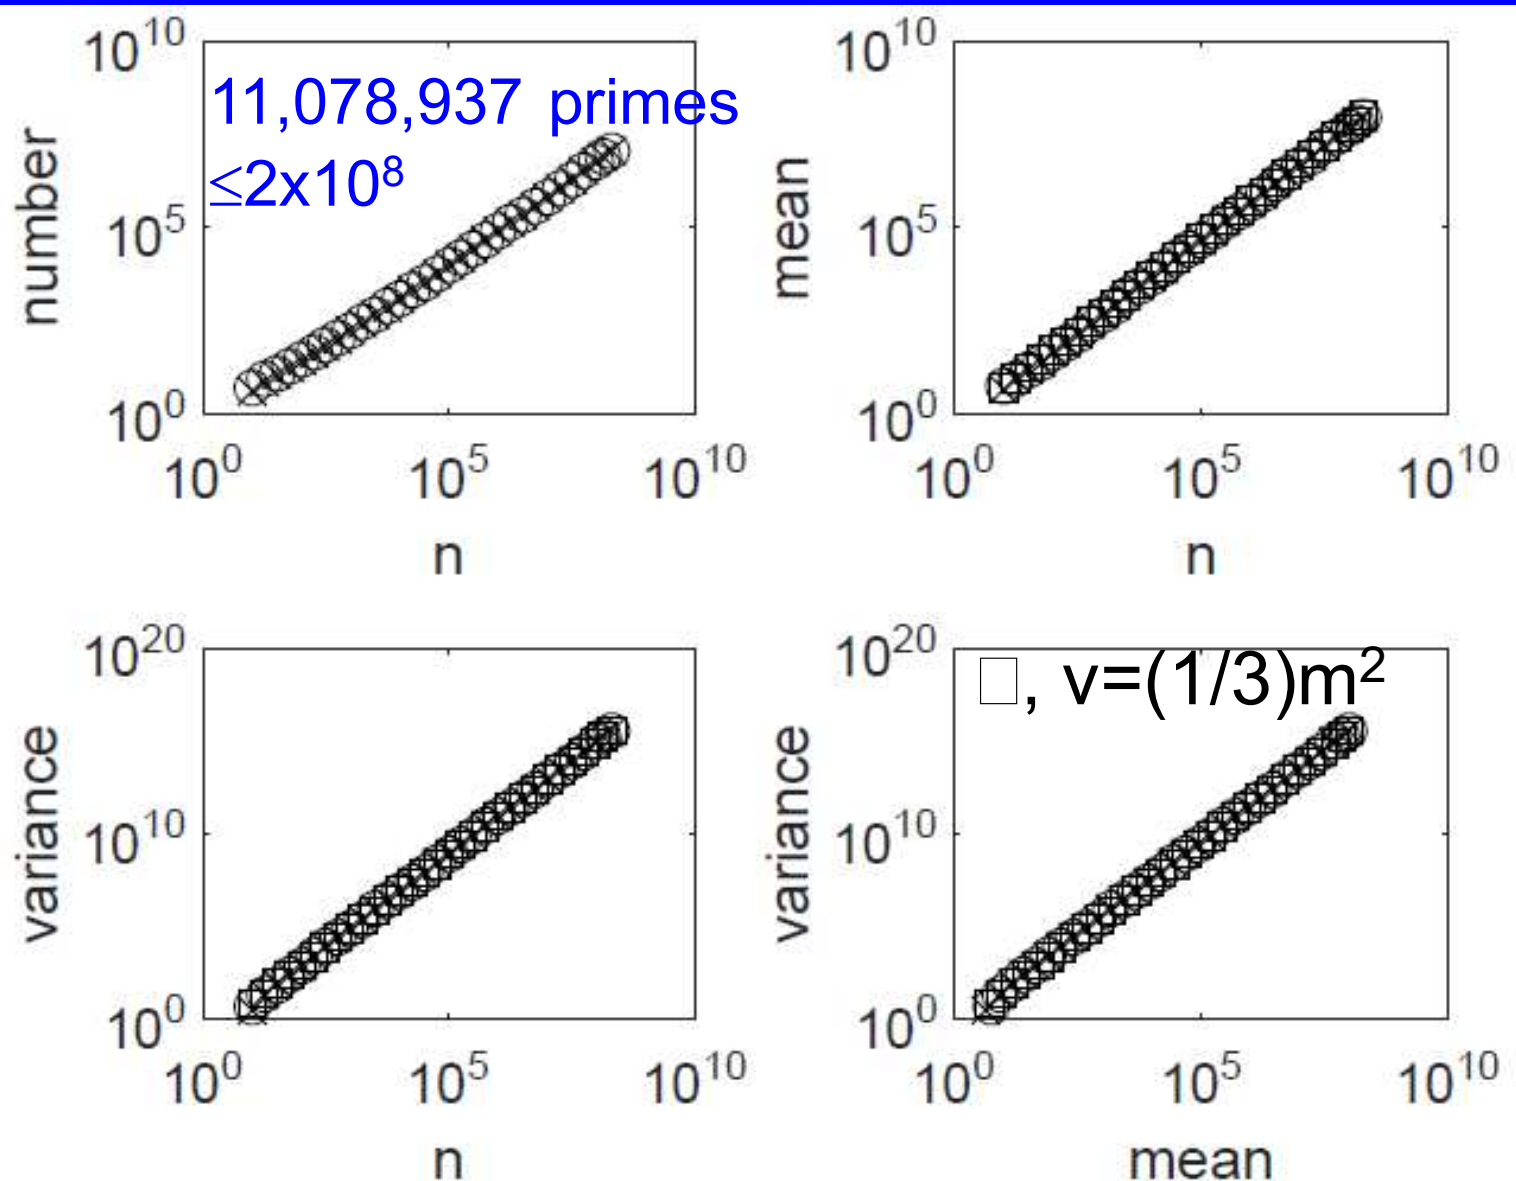 10¹⁰
11,078,937 primes
≤2x10⁸
number
10⁵
10⁰
10⁰ 10⁵ 10¹⁰
n
10¹⁰
mean
10⁵
10⁰
10⁰ 10⁵ 10¹⁰
n
10²⁰
variance
10¹⁰
10⁰
10⁰ 10⁵ 10¹⁰
n
10²⁰
□, v=(1/3)m²
variance
10¹⁰
10⁰
10⁰ 10⁵ 10¹⁰
mean